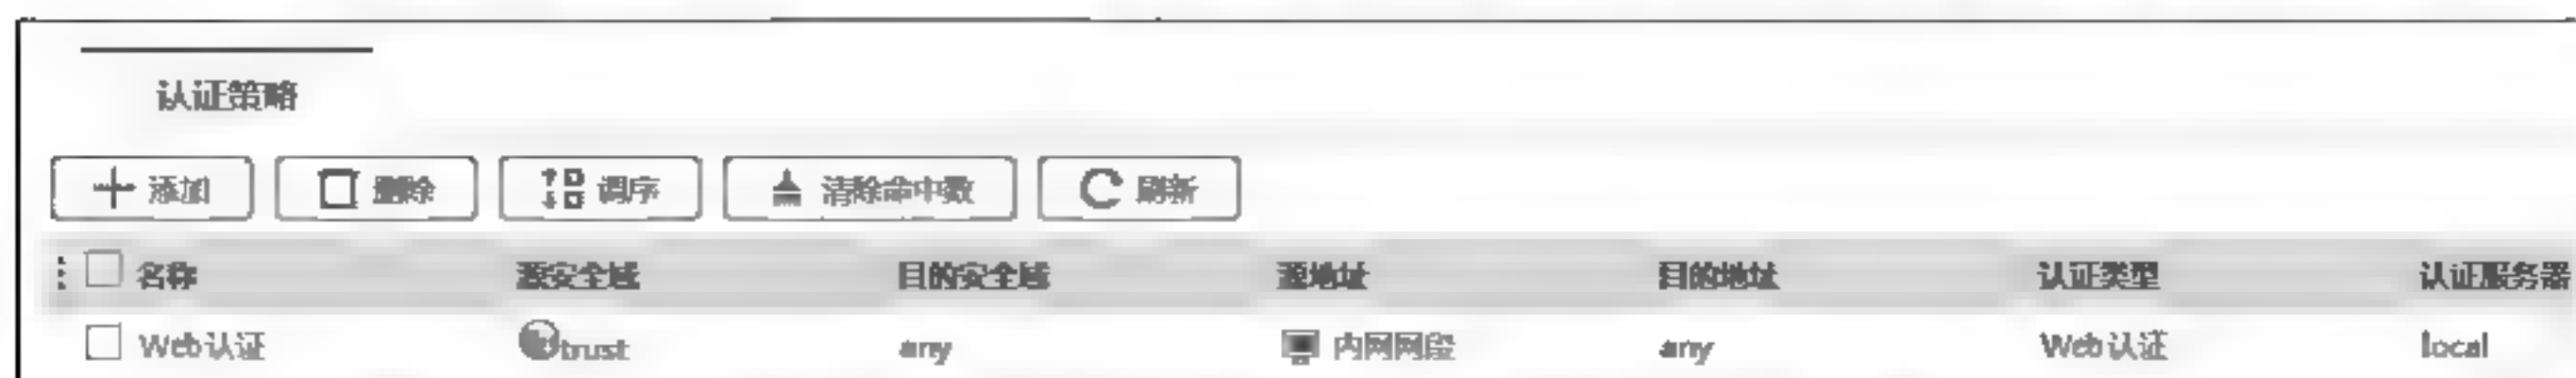 认证策略
添加 删除 调序 清除命中数 刷新
名称 源安全域 目的安全域 源地址 目的地址 认证类型 认证服务器
Web认证 trust any 内网网段 any Web认证 local